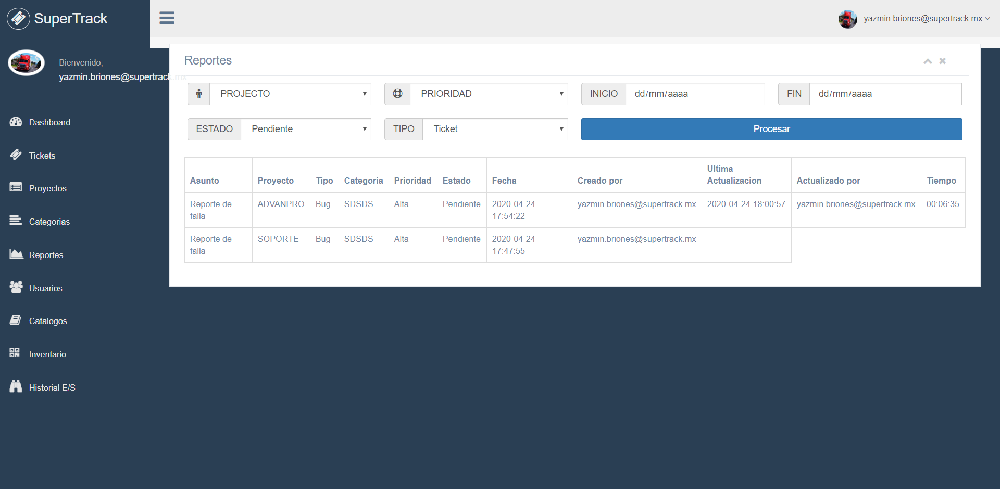 SuperTrack
yazmin.briones@supertrack.mx
Bienvenido,
yazmin.briones@supertrack.mx
Dashboard
Tickets
Proyectos
Categorias
Reportes
Usuarios
Catalogos
Inventario
Historial E/S
Reportes
PROJECTO
PRIORIDAD
INICIO dd/mm/aaaa
FIN dd/mm/aaaa
ESTADO Pendiente
TIPO Ticket
Procesar
Asunto Proyecto Tipo Categoria Prioridad Estado Fecha Creado por Ultima Actualizacion Actualizado por Tiempo
Reporte de falla ADVANPRO Bug SDSDS Alta Pendiente 2020-04-24 17:54:22 yazmin.briones@supertrack.mx 2020-04-24 18:00:57 yazmin.briones@supertrack.mx 00:06:35
Reporte de falla SOPORTE Bug SDSDS Alta Pendiente 2020-04-24 17:47:55 yazmin.briones@supertrack.mx